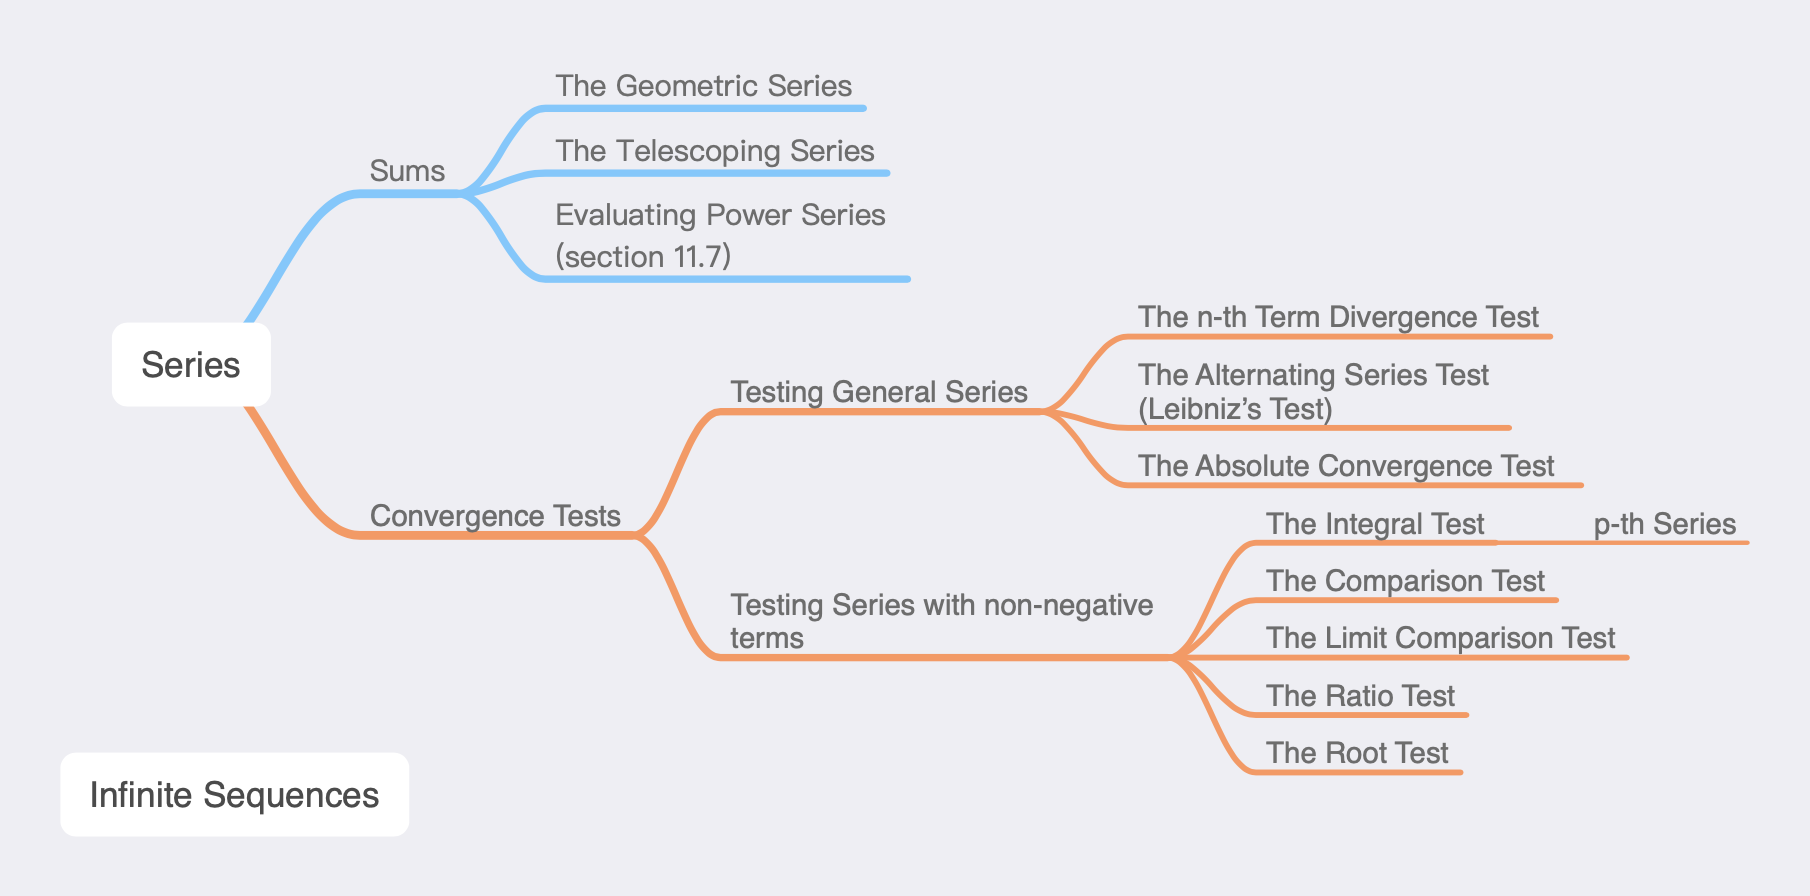 The Geometric Series
The Telescoping Series
Sums
Evaluating Power Series
(section 11.7)
Series
The n-th Term Divergence Test
The Alternating Series Test
(Leibniz’s Test)
Testing General Series
The Absolute Convergence Test
Convergence Tests
The Integral Test
p-th Series
The Comparison Test
Testing Series with non-negative
terms
The Limit Comparison Test
The Ratio Test
The Root Test
Infinite Sequences